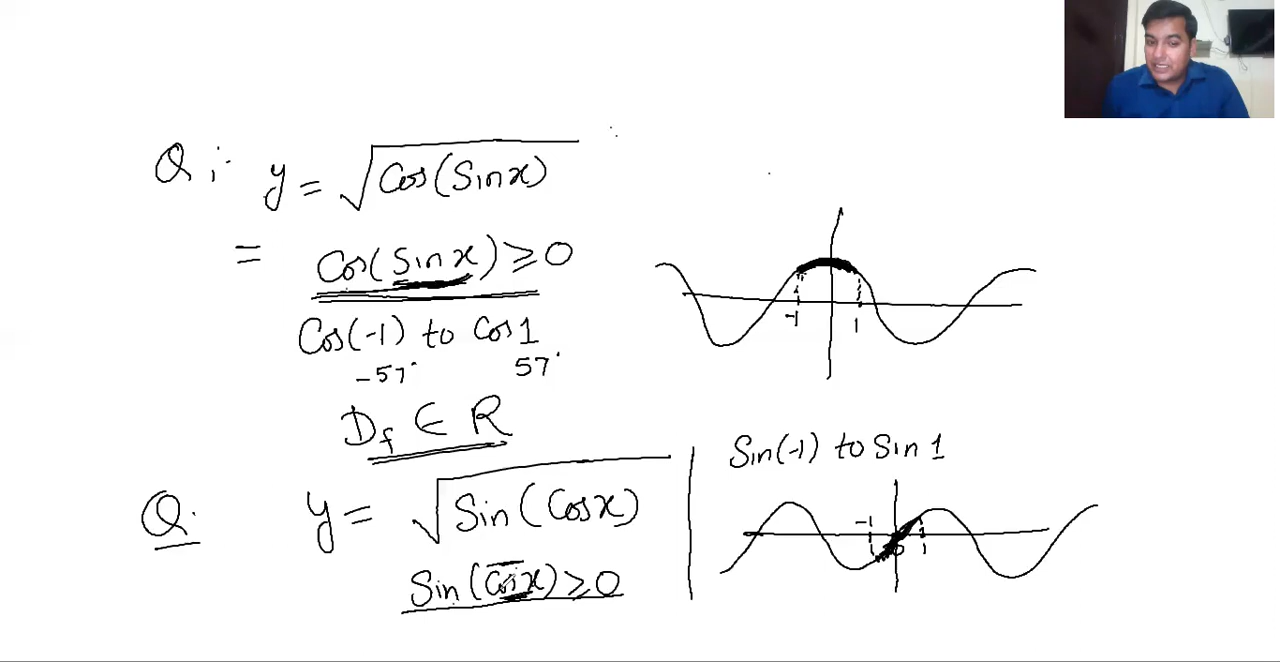 Q :- y = √Cos(Sinx)
= Cos(Sinx) ≥ 0
Cos(-1) to Cos 1
-57° 57°
-1 1
Df ∈ R
Q. y = √Sin(Cosx)
Sin(Cosx) ≥ 0
Sin(-1) to Sin 1
-1 0 1